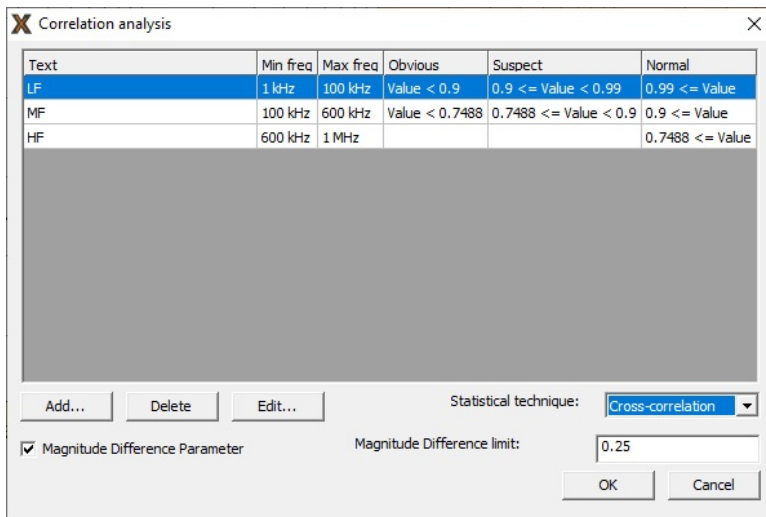 Correlation analysis
Text Min freq Max freq Obvious Suspect Normal
LF 1 kHz 100 kHz Value < 0.9 0.9 <= Value < 0.99 0.99 <= Value
MF 100 kHz 600 kHz Value < 0.7488 0.7488 <= Value < 0.9 0.9 <= Value
HF 600 kHz 1 MHz 0.7488 <= Value
Add... Delete Edit... Statistical technique: Cross-correlation
Magnitude Difference Parameter Magnitude Difference limit: 0.25
OK Cancel